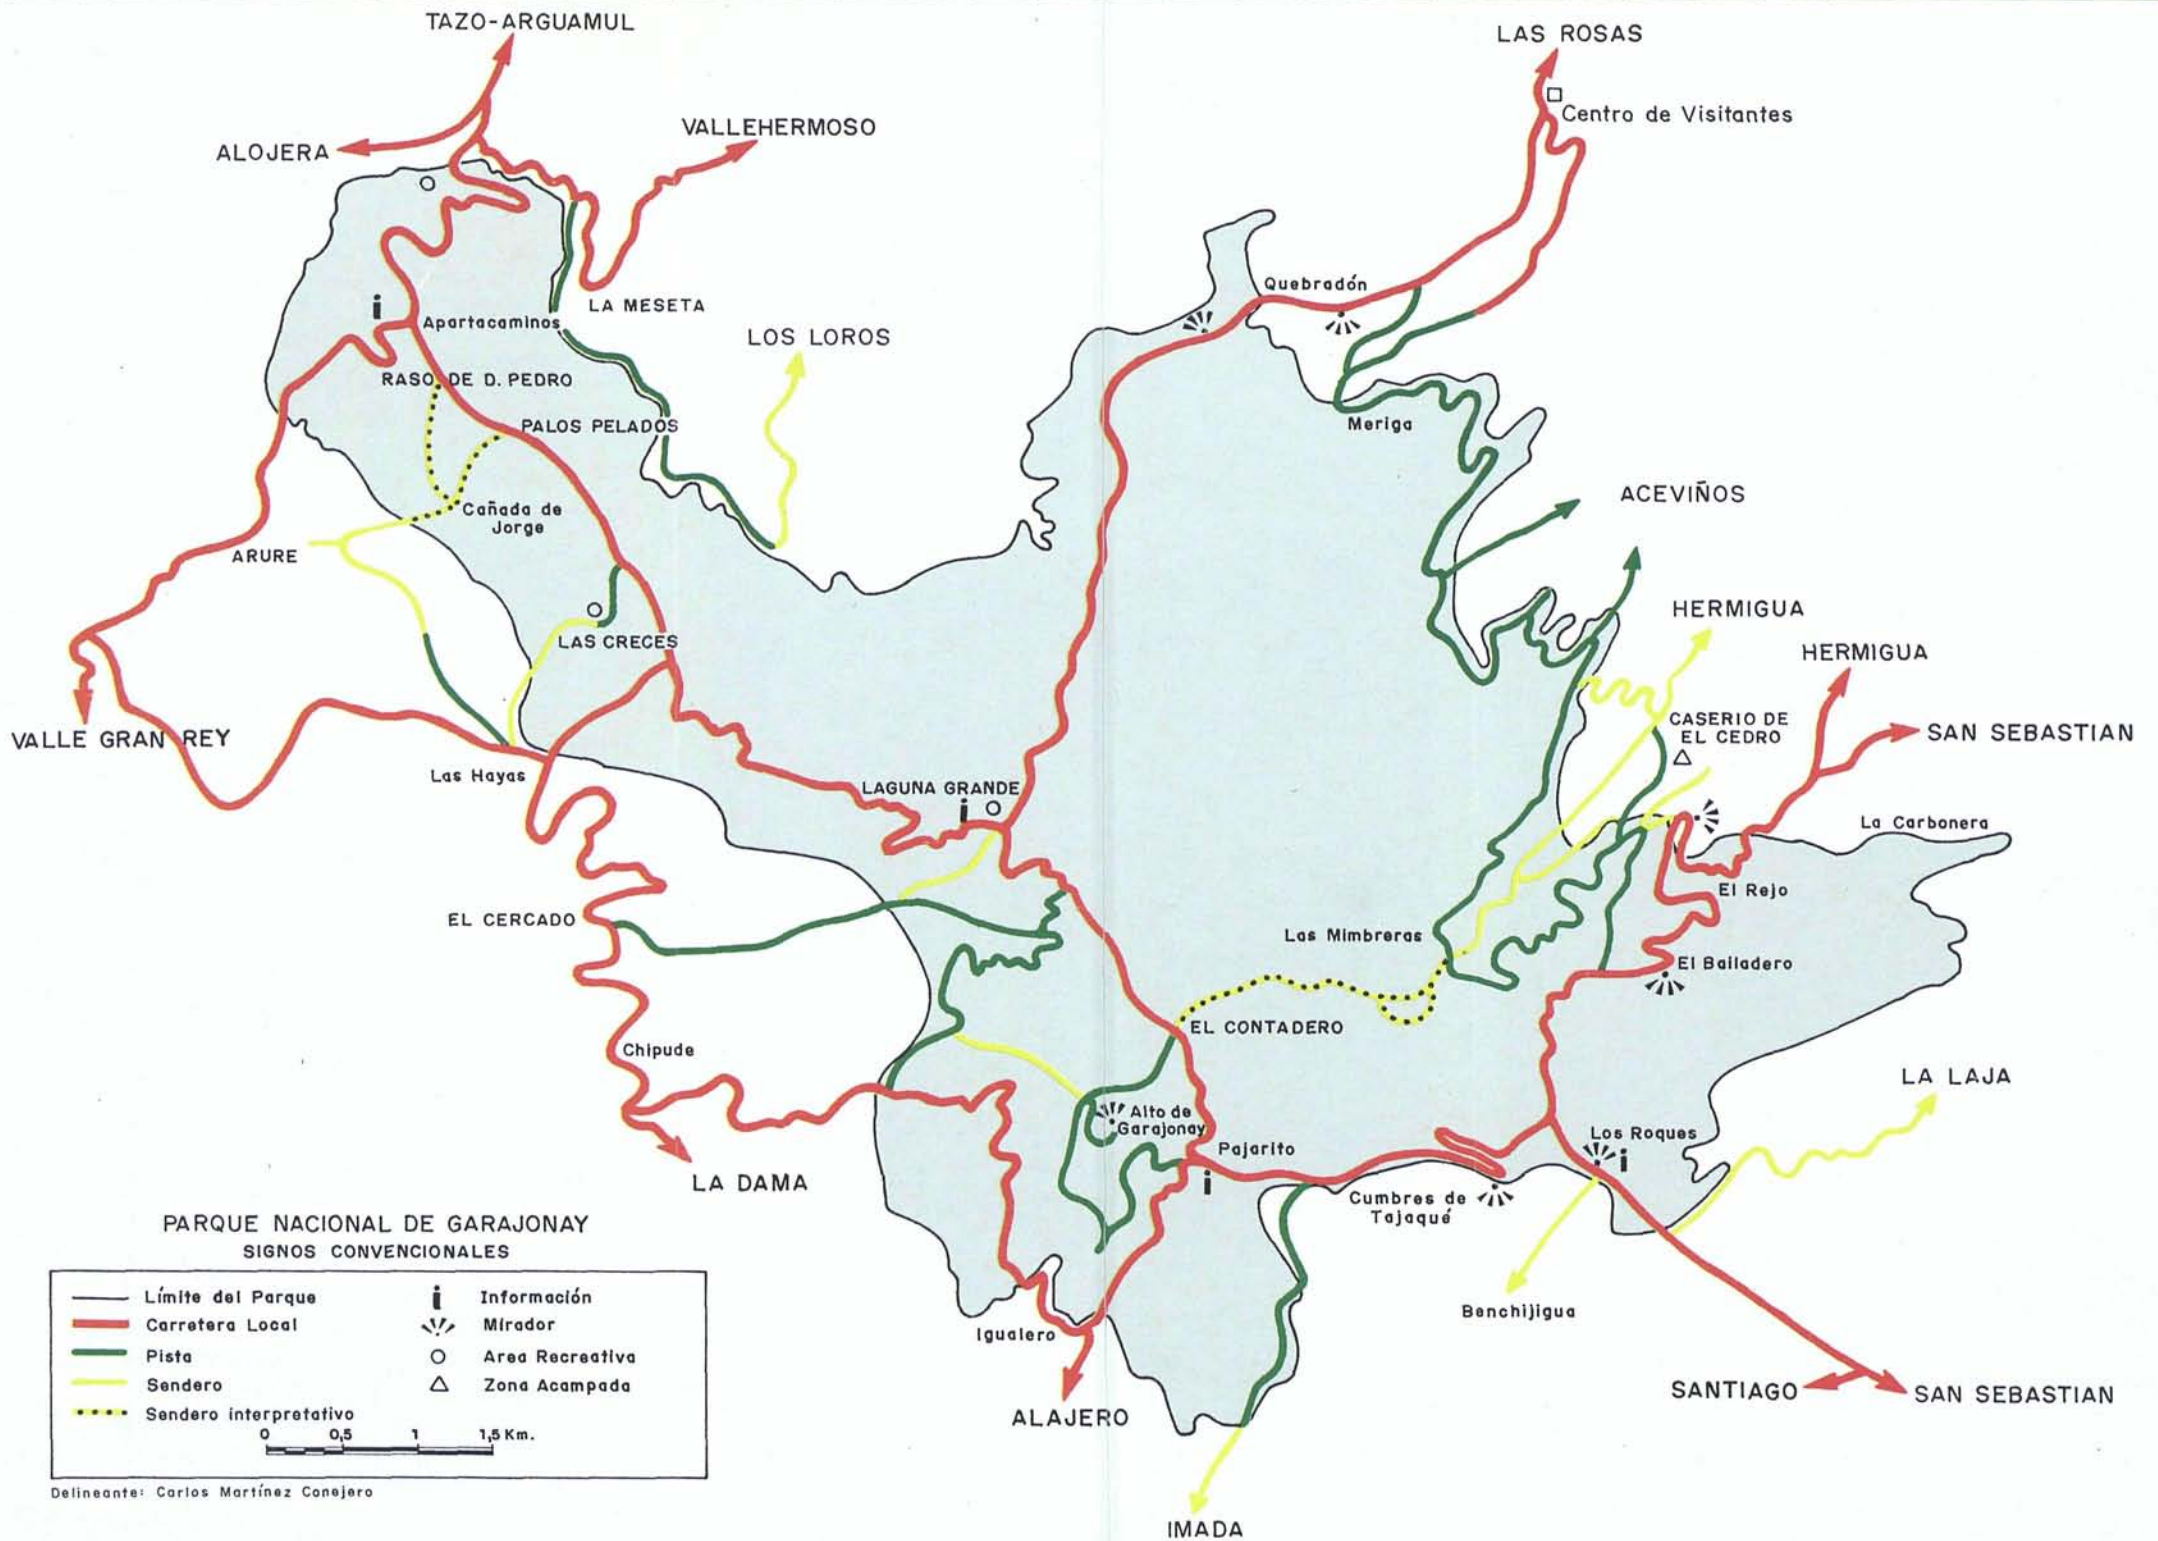 TAZO-ARGUAMUL
LAS ROSAS
Centro de Visitantes
VALLEHERMOSO
ALOJERA
Quebradón
LA MESETA
i
Apartacaminos
LOS LOROS
RASO DE D. PEDRO
PALOS PELADOS
Meriga
ACEVIÑOS
Cañada de
Jorge
ARURE
HERMIGUA
LAS CRECES
HERMIGUA
CASERIO DE
EL CEDRO
SAN SEBASTIAN
VALLE GRAN REY
Las Hayas
LAGUNA GRANDE
i
La Carbonera
El Rejo
EL CERCADO
Las Mimbreras
El Bailadero
EL CONTADERO
Chipude
LA LAJA
Alto de
Garajonay
Los Roques
i
Pajarito
i
LA DAMA
Cumbres de
Tajaqué
PARQUE NACIONAL DE GARAJONAY
SIGNOS CONVENCIONALES
Límite del Parque
i Información
Carretera Local
Mirador
Pista
Area Recreativa
Sendero
Zona Acampada
Sendero interpretativo
0 0,5 1 1,5 Km.
Delineante: Carlos Martínez Conejero
Igualero
Benchijigua
ALAJERO
SANTIAGO
SAN SEBASTIAN
IMADA